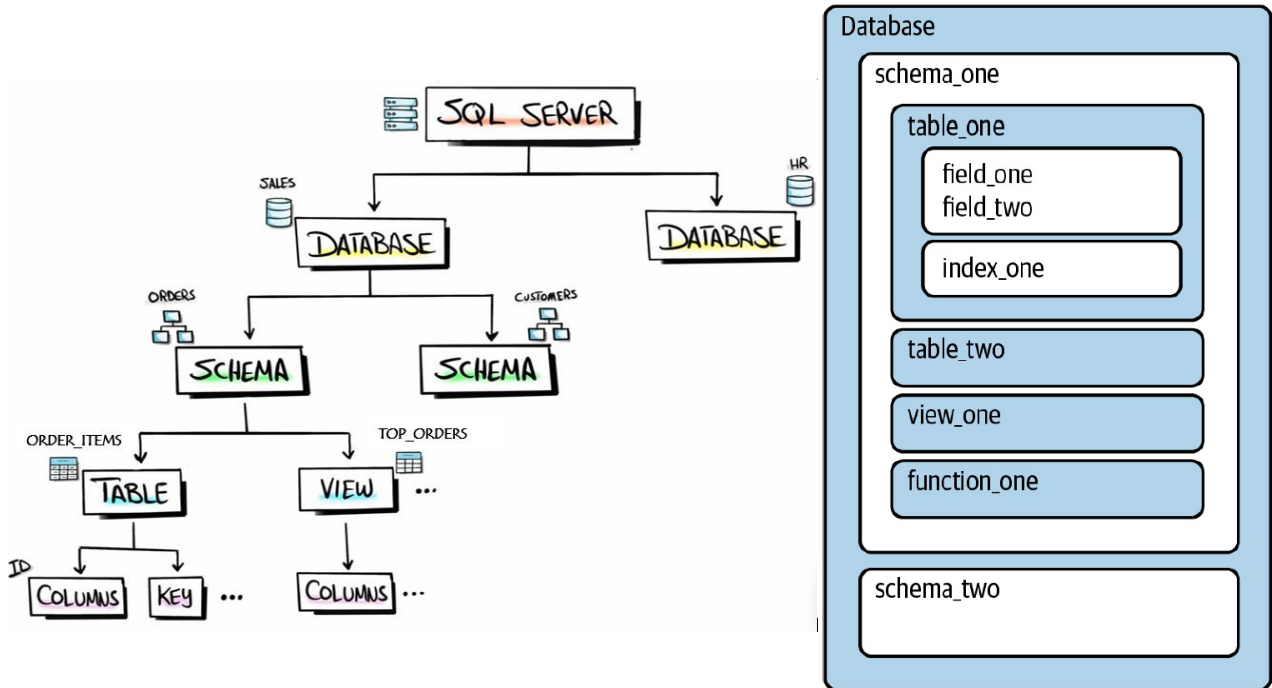 SQL SERVER
SALES
HR
DATABASE
DATABASE
ORDERS
CUSTOMERS
SCHEMA
SCHEMA
ORDER_ITEMS
TOP_ORDERS
TABLE
VIEW
...
ID
COLUMNS
KEY
...
COLUMNS
...
Database
schema_one
table_one
field_one
field_two
index_one
table_two
view_one
function_one
schema_two